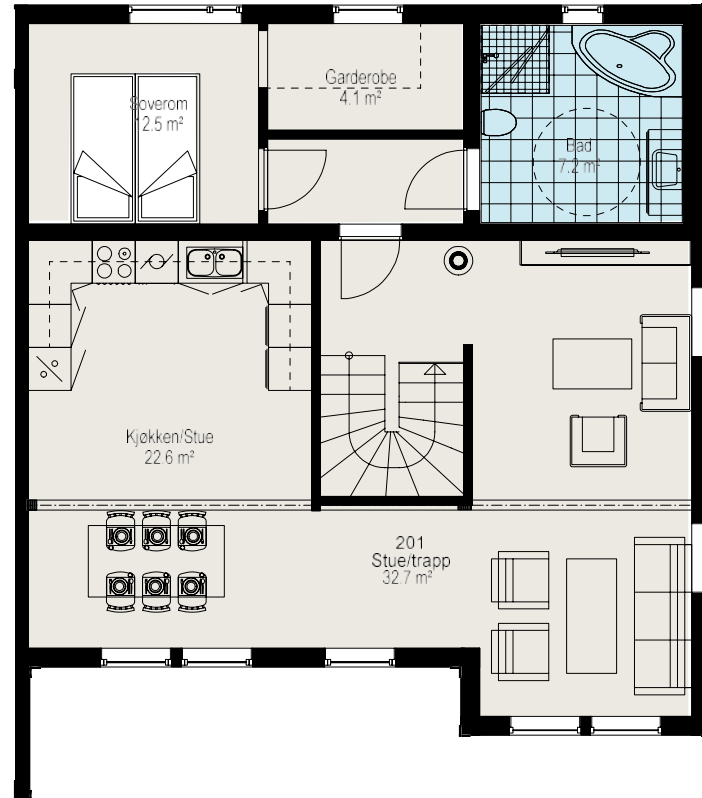 Soverom
12.5 m²
Garderobe
4.1 m²
Bad
7.2 m²
Kjøkken/Stue
22.6 m²
201
Stue/trapp
32.7 m²